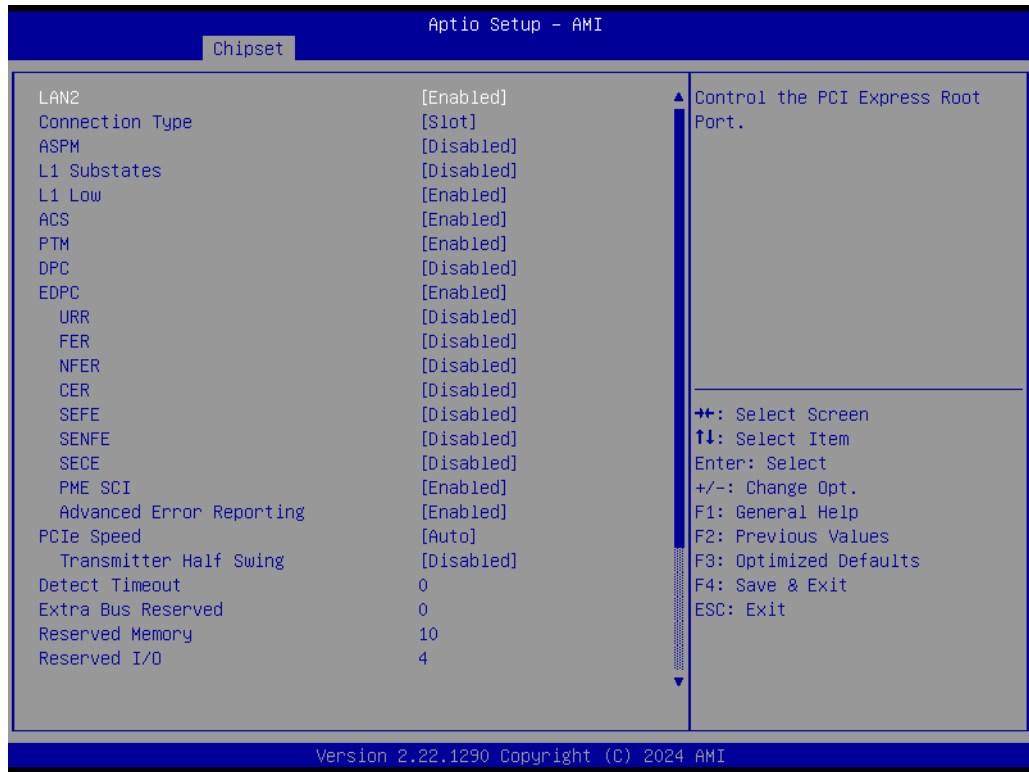 Aptio Setup – AMI
Chipset
LAN2 [Enabled]
Connection Type [Slot]
ASPM [Disabled]
L1 Substates [Disabled]
L1 Low [Enabled]
ACS [Enabled]
PTM [Enabled]
DPC [Disabled]
EDPC [Enabled]
URR [Disabled]
FER [Disabled]
NFER [Disabled]
CER [Disabled]
SEFE [Disabled]
SENFE [Disabled]
SECE [Disabled]
PME SCI [Enabled]
Advanced Error Reporting [Enabled]
PCIe Speed [Auto]
Transmitter Half Swing [Disabled]
Detect Timeout 0
Extra Bus Reserved 0
Reserved Memory 10
Reserved I/O 4
Control the PCI Express Root
Port.
→←: Select Screen
↑↓: Select Item
Enter: Select
+/-: Change Opt.
F1: General Help
F2: Previous Values
F3: Optimized Defaults
F4: Save & Exit
ESC: Exit
Version 2.22.1290 Copyright (C) 2024 AMI